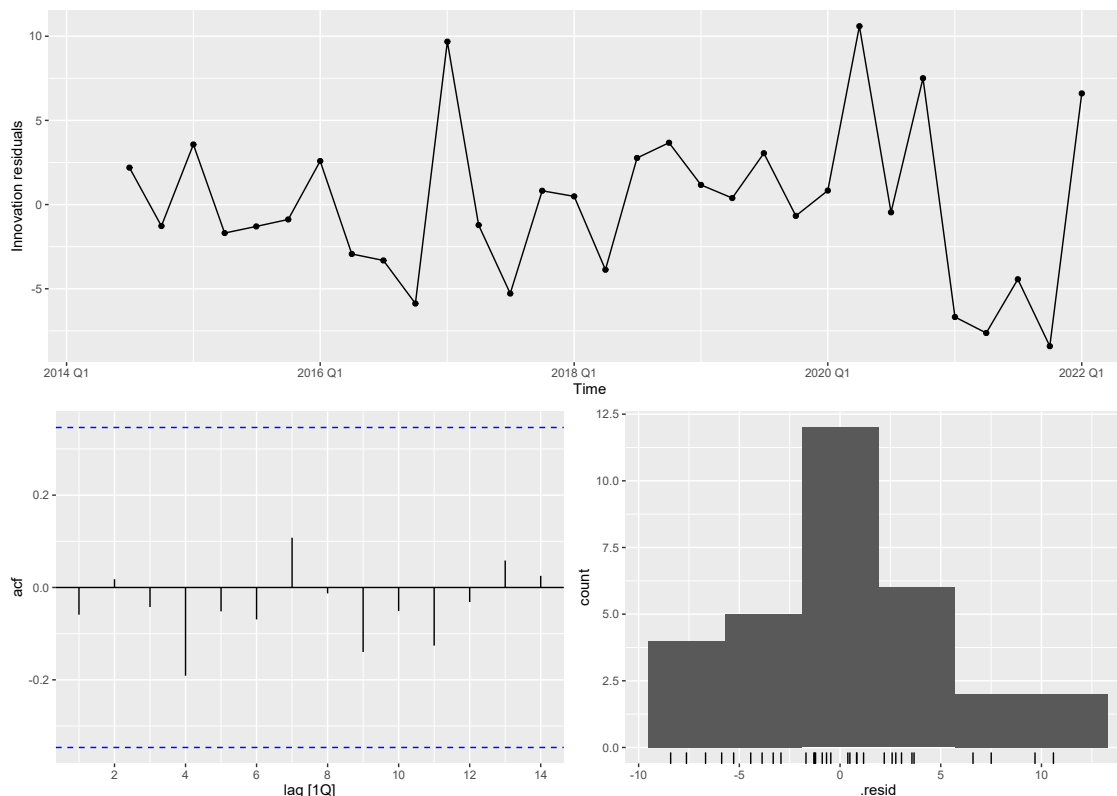 10
5
0
-5
Innovation residuals
2014 Q1 2016 Q1 2018 Q1 2020 Q1 2022 Q1
Time
0.2
0.0
-0.2
acf
2 4 6 8 10 12 14
lag [1Q]
12.5
10.0
7.5
5.0
2.5
0.0
count
-10 -5 0 5 10
.resid